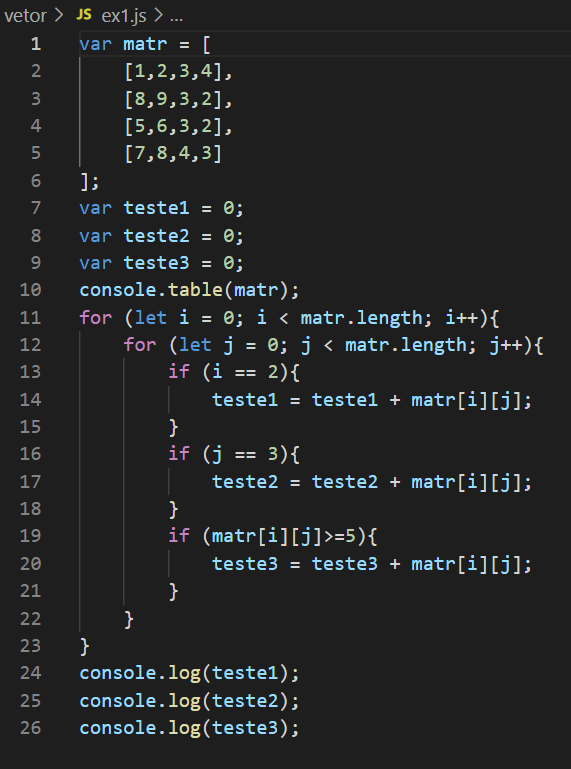 vetor > JS ex1.js > ...
1 var matr = [
2     [1,2,3,4],
3     [8,9,3,2],
4     [5,6,3,2],
5     [7,8,4,3]
6 ];
7 var teste1 = 0;
8 var teste2 = 0;
9 var teste3 = 0;
10 console.table(matr);
11 for (let i = 0; i < matr.length; i++){
12     for (let j = 0; j < matr.length; j++){
13         if (i == 2){
14             teste1 = teste1 + matr[i][j];
15         }
16         if (j == 3){
17             teste2 = teste2 + matr[i][j];
18         }
19         if (matr[i][j]>=5){
20             teste3 = teste3 + matr[i][j];
21         }
22     }
23 }
24 console.log(teste1);
25 console.log(teste2);
26 console.log(teste3);